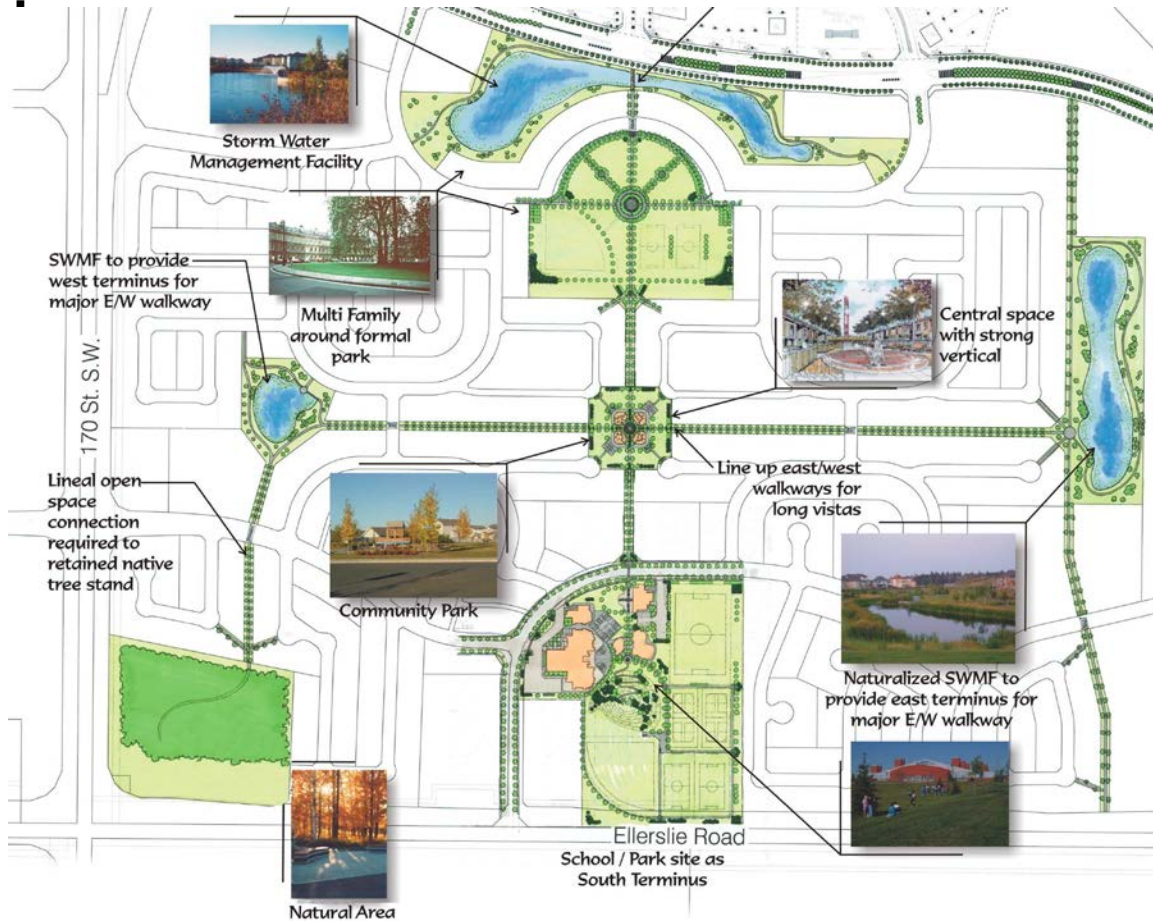 Storm Water
Management Facility
SWMF to provide
west terminus for
major E/W walkway
Multi Family
around formal
park
Central space
with strong
vertical
170 St. S.W.
Lineal open
space
connection
required to
retained native
tree stand
Line up east/west
walkways for
long vistas
Community Park
Naturalized SWMF to
provide east terminus for
major E/W walkway
Ellerslie Road
School / Park site as
South Terminus
Natural Area